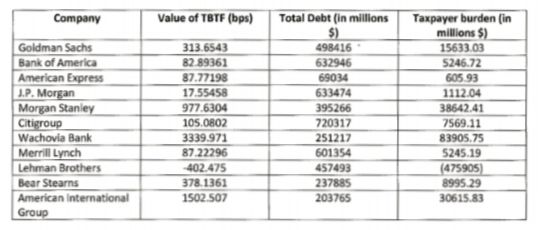 Company Value of TBTF (bps) Total Debt (in millions $) Taxpayer burden (in millions $)
Goldman Sachs 313.6543 498416 15633.03
Bank of America 82.89361 632946 5246.72
American Express 87.77198 69034 605.93
J.P. Morgan 17.55458 633474 1112.04
Morgan Stanley 977.6304 395266 38642.41
Citigroup 105.0802 720317 7569.11
Wachovia Bank 3339.971 251217 83905.75
Merrill Lynch 87.22296 601354 5245.19
Lehman Brothers -402.475 457493 (475905)
Bear Stearns 378.1361 237885 8995.29
American International Group 1502.507 203765 30615.83